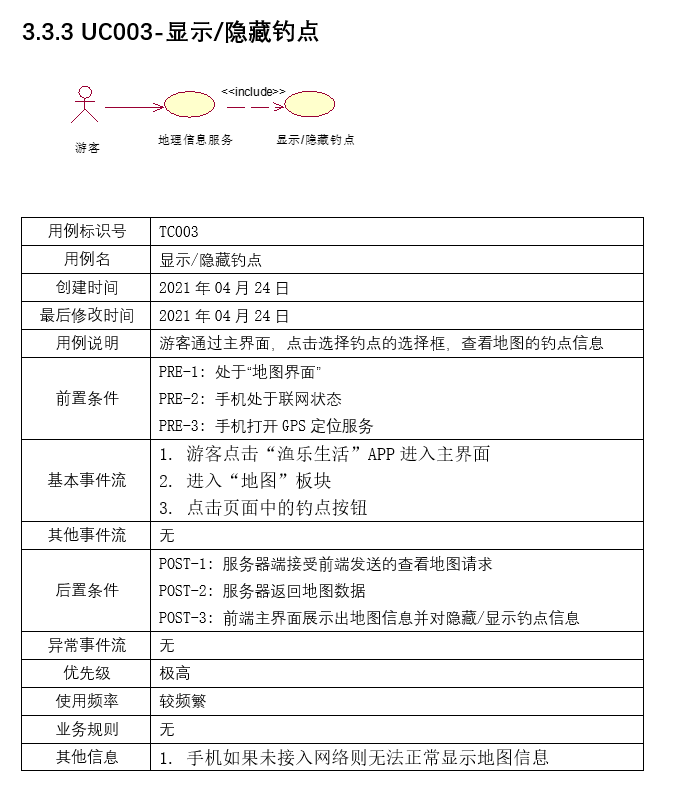 3.3.3 UC003-显示/隐藏钓点
<<include>>
游客
地理信息服务
显示/隐藏钓点
用例标识号 TC003
用例名 显示/隐藏钓点
创建时间 2021 年 04 月 24 日
最后修改时间 2021 年 04 月 24 日
用例说明 游客通过主界面，点击选择钓点的选择框，查看地图的钓点信息
前置条件
PRE-1: 处于“地图界面”
PRE-2: 手机处于联网状态
PRE-3: 手机打开 GPS 定位服务
基本事件流
1. 游客点击“渔乐生活”APP 进入主界面
2. 进入“地图”板块
3. 点击页面中的钓点按钮
其他事件流 无
后置条件
POST-1: 服务器端接受前端发送的查看地图请求
POST-2: 服务器返回地图数据
POST-3: 前端主界面展示出地图信息并对隐藏/显示钓点信息
异常事件流 无
优先级 极高
使用频率 较频繁
业务规则 无
其他信息 1. 手机如果未接入网络则无法正常显示地图信息